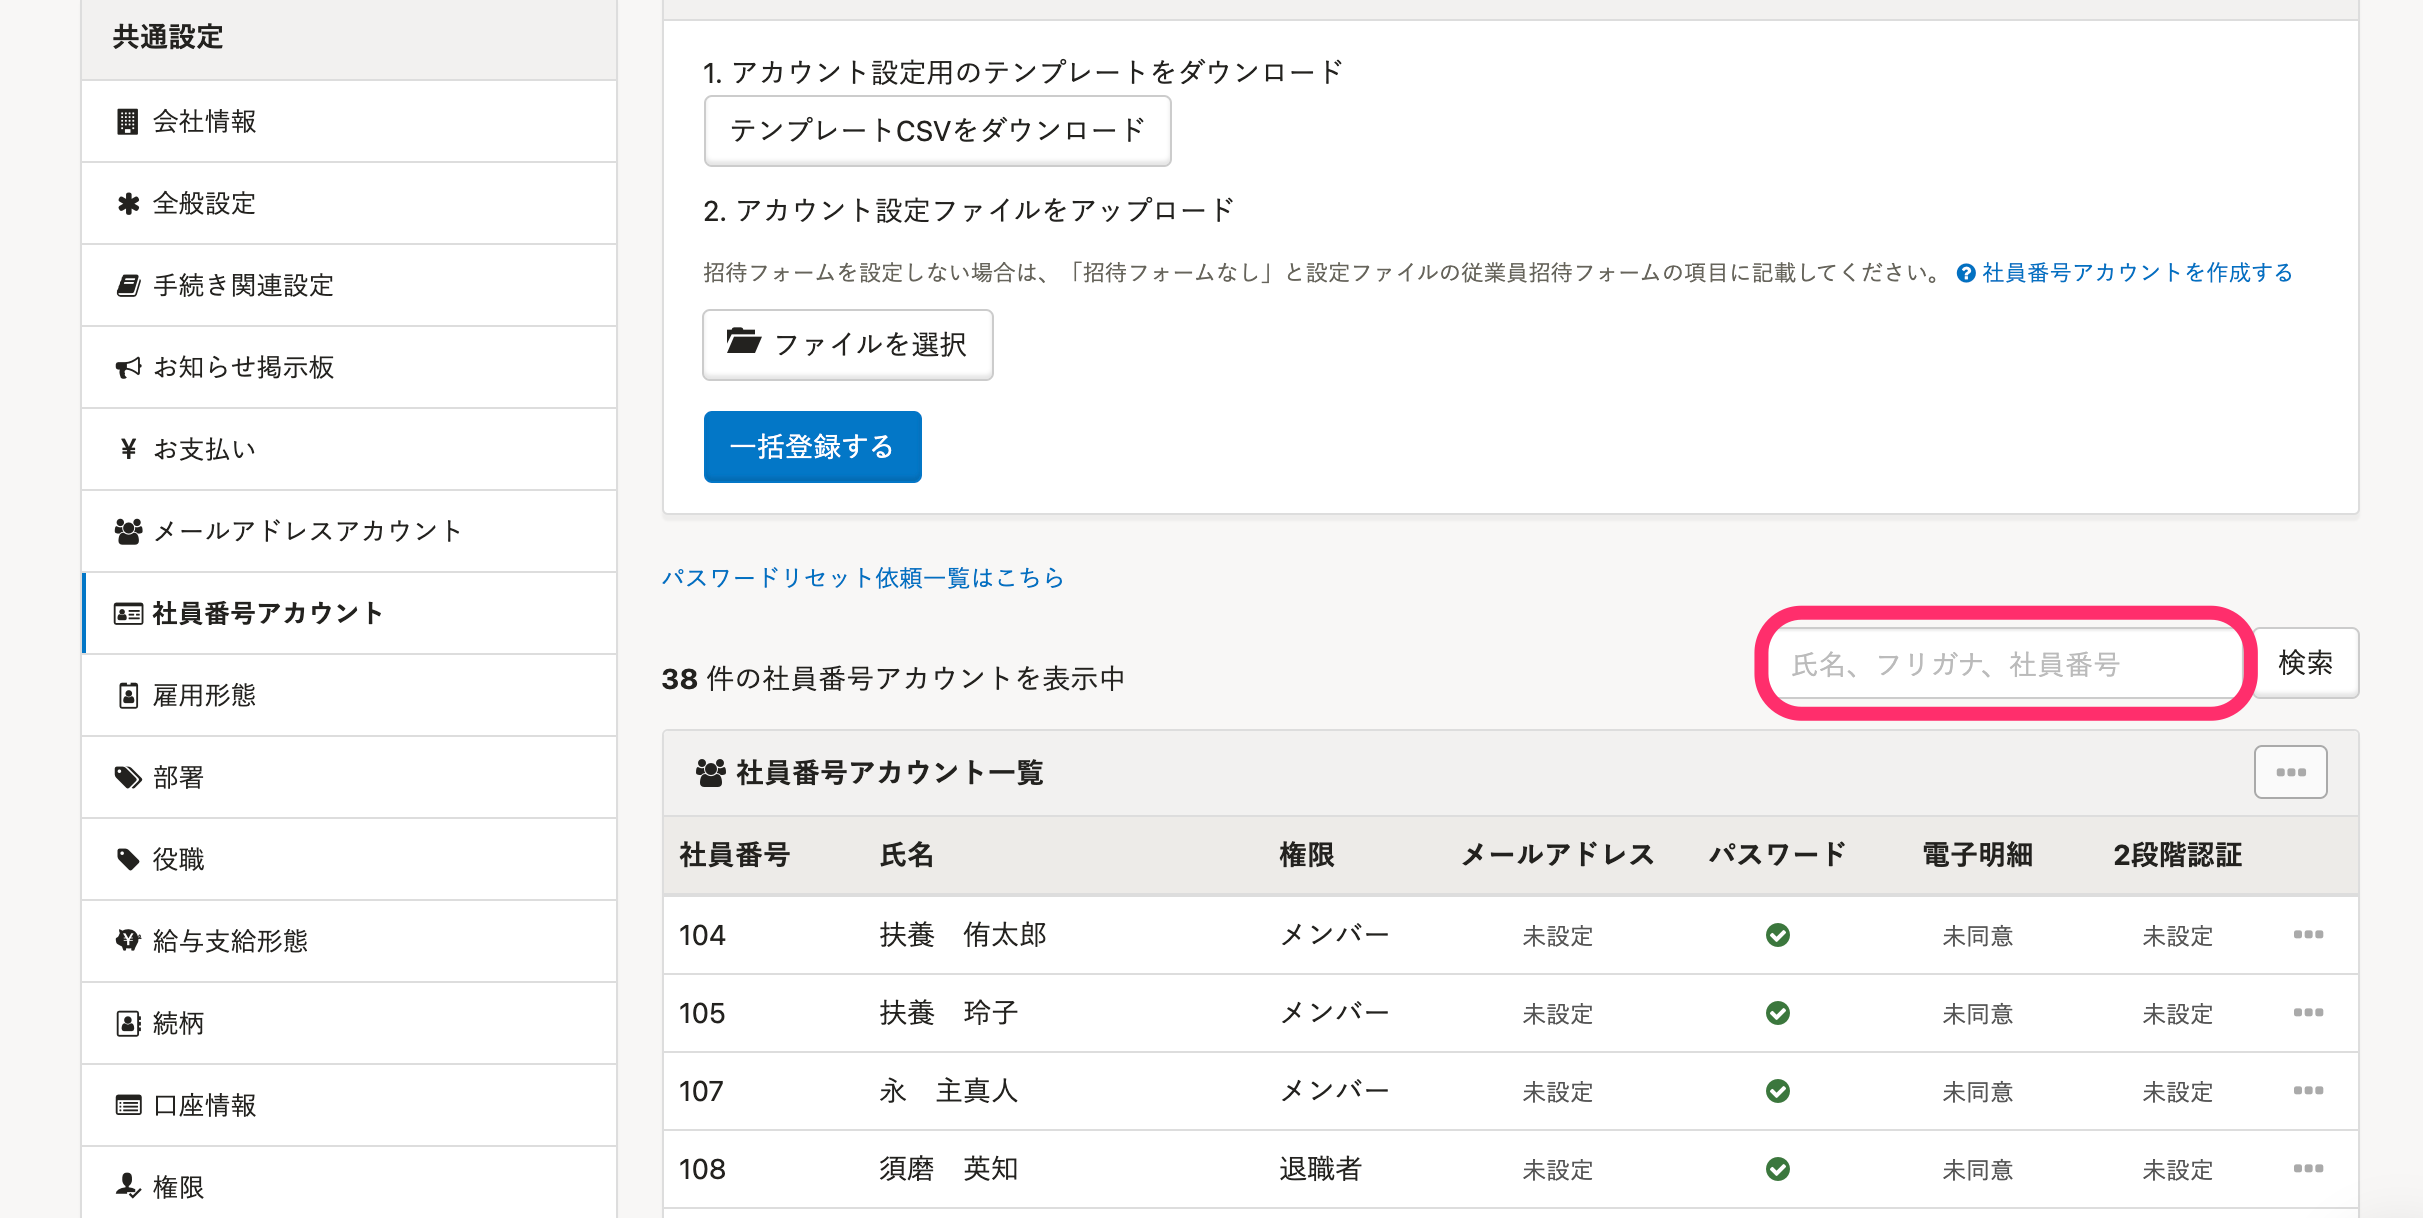 共通設定
会社情報
全般設定
手続き関連設定
お知らせ掲示板
お支払い
メールアドレスアカウント
社員番号アカウント
雇用形態
部署
役職
給与支給形態
続柄
口座情報
権限
1. アカウント設定用のテンプレートをダウンロード
テンプレートCSVをダウンロード
2. アカウント設定ファイルをアップロード
招待フォームを設定しない場合は、「招待フォームなし」と設定ファイルの従業員招待フォームの項目に記載してください。 社員番号アカウントを作成する
ファイルを選択
一括登録する
パスワードリセット依頼一覧はこちら
38 件の社員番号アカウントを表示中
氏名、フリガナ、社員番号 検索
社員番号アカウント一覧
社員番号 氏名 権限 メールアドレス パスワード 電子明細 2段階認証
104 扶養　侑太郎 メンバー 未設定 未同意 未設定
105 扶養　玲子 メンバー 未設定 未同意 未設定
107 永　主真人 メンバー 未設定 未同意 未設定
108 須磨　英知 退職者 未設定 未同意 未設定